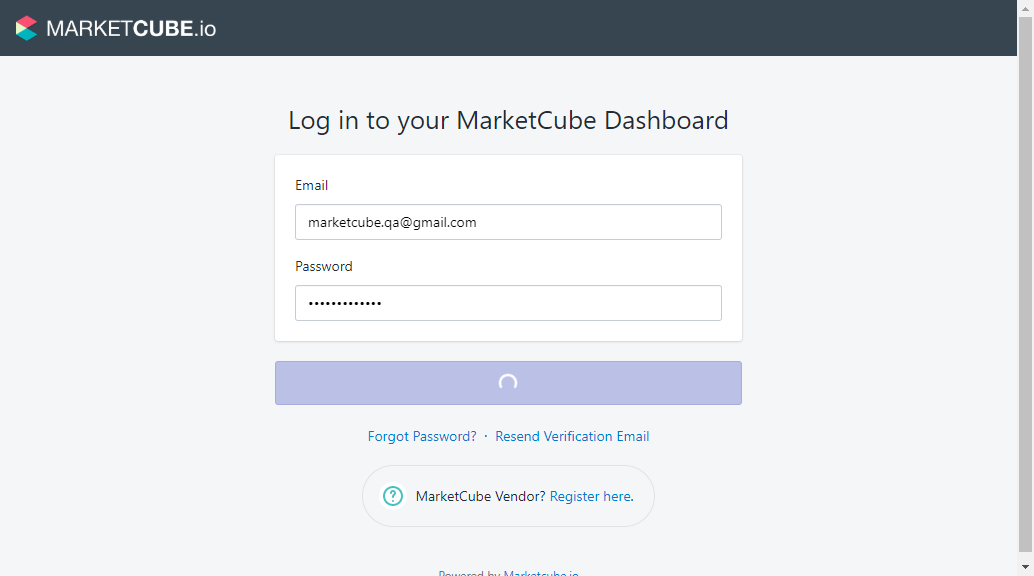 MARKETCUBE.io
Log in to your MarketCube Dashboard
Email
marketcube.qa@gmail.com
Password
•••••••••••••
Forgot Password? · Resend Verification Email
MarketCube Vendor? Register here.
Powered by Marketcube.io